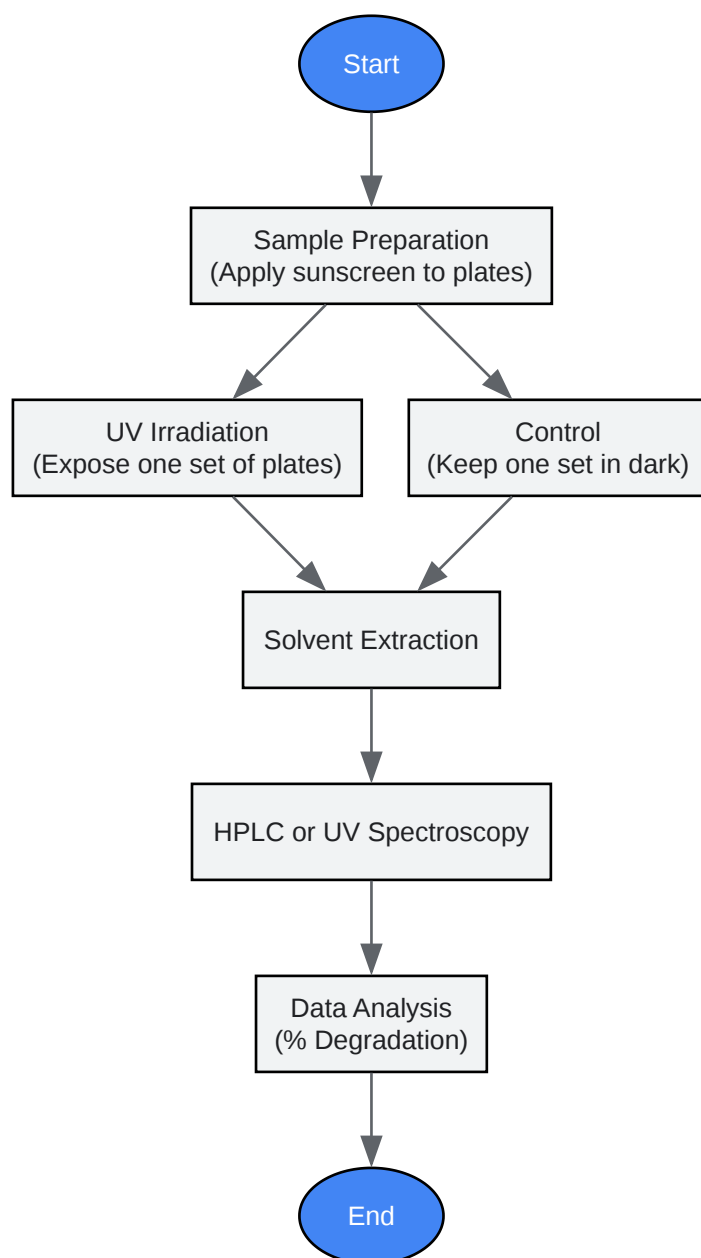 Start
Sample Preparation
(Apply sunscreen to plates)
UV Irradiation
(Expose one set of plates)
Control
(Keep one set in dark)
Solvent Extraction
HPLC or UV Spectroscopy
Data Analysis
(% Degradation)
End